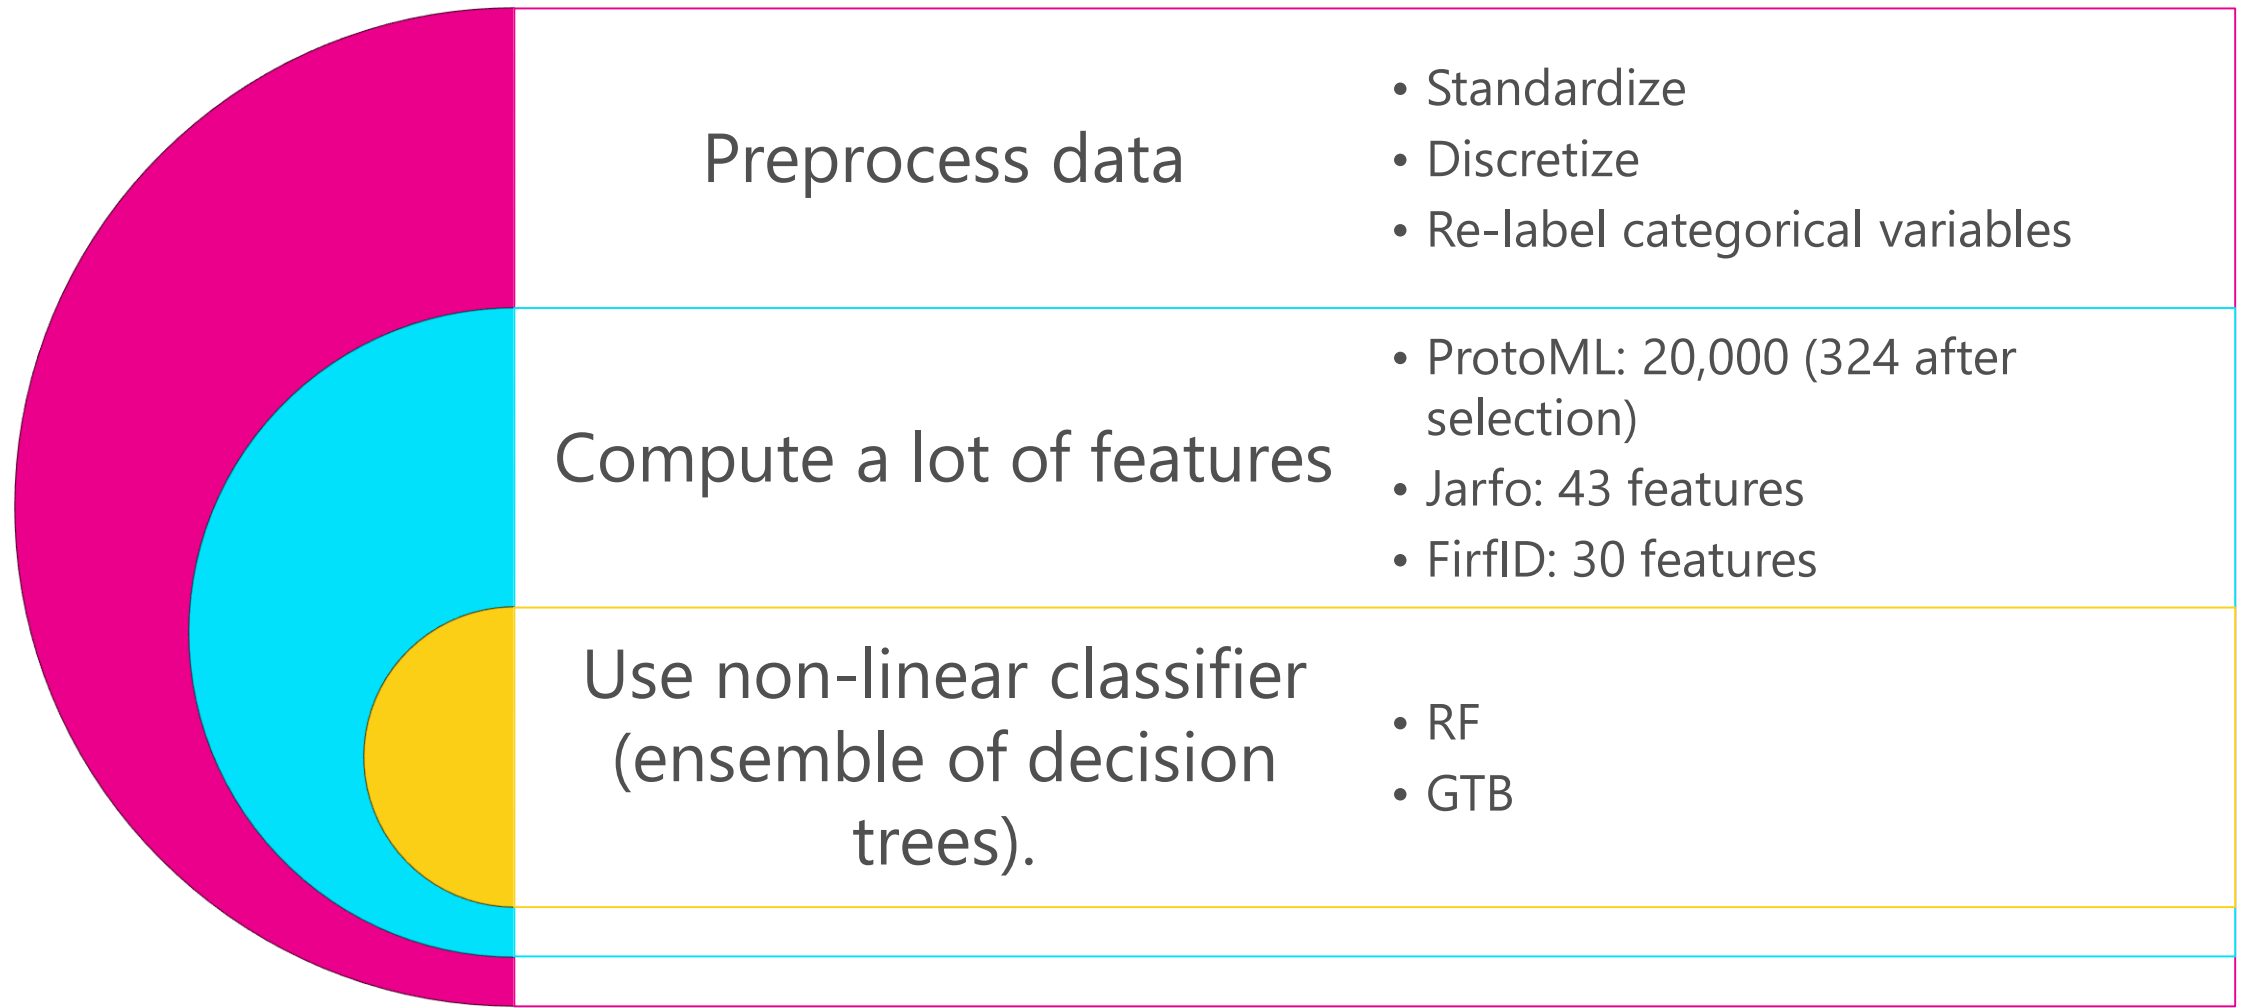 Preprocess data
• Standardize
• Discretize
• Re-label categorical variables
Compute a lot of features
• ProtoML: 20,000 (324 after
selection)
• Jarfo: 43 features
• FirfID: 30 features
Use non-linear classifier
(ensemble of decision
trees).
• RF
• GTB